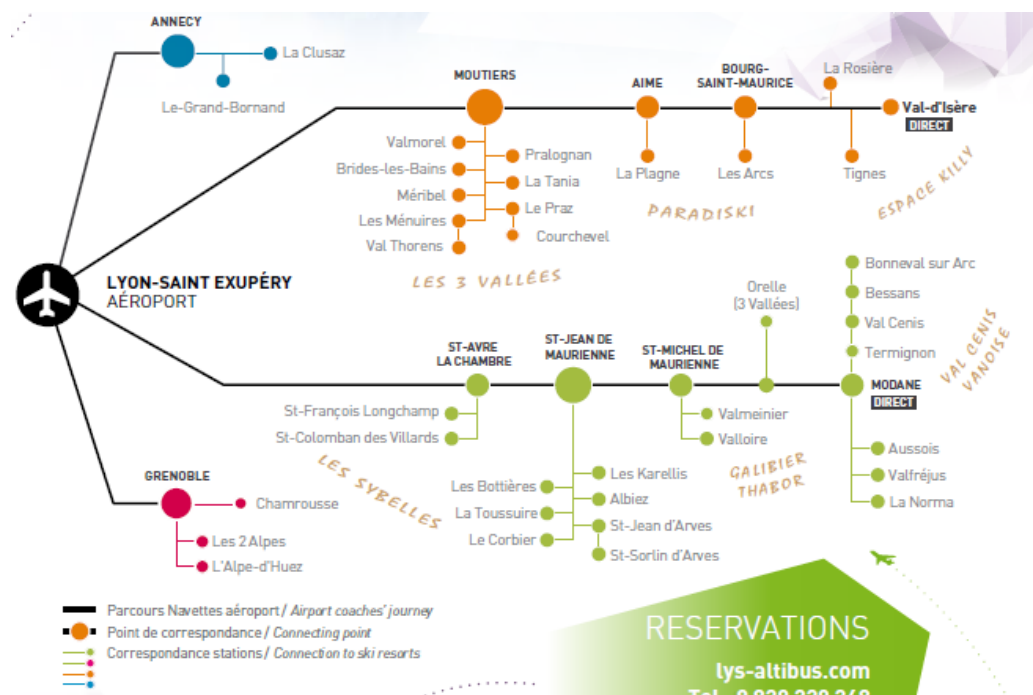 ANNECY
La Clusaz
Le-Grand-Bornand
MOUTIERS
Valmorel
Brides-les-Bains
Méribel
Les Ménuires
Val Thorens
Pralognan
La Tania
Le Praz
Courchevel
LES 3 VALLÉES
AIME
La Plagne
BOURG-
SAINT-MAURICE
Les Arcs
PARADISKI
La Rosière
Tignes
Val-d'Isère
DIRECT
ESPACE KILLY
LYON-SAINT EXUPÉRY
AÉROPORT
ST-AVRE
LA CHAMBRE
St-François Longchamp
St-Colomban des Villards
LES SYBELLES
ST-JEAN DE
MAURIENNE
Les Bottières
La Toussuire
Le Corbier
Les Karellis
Albiez
St-Jean d'Arves
St-Sorlin d'Arves
ST-MICHEL DE
MAURIENNE
Valmeinier
Valloire
GALIBIER
THABOR
Orelle
(3 Vallées)
Bonneval sur Arc
Bessans
Val Cenis
Termignon
MODANE
DIRECT
VAL CENIS
VANOISE
Aussois
Valfréjus
La Norma
GRENOBLE
Chamrousse
Les 2 Alpes
L'Alpe-d'Huez
Parcours Navettes aéroport / Airport coaches' journey
Point de correspondance / Connecting point
Correspondance stations / Connection to ski resorts
RESERVATIONS
lys-altibus.com